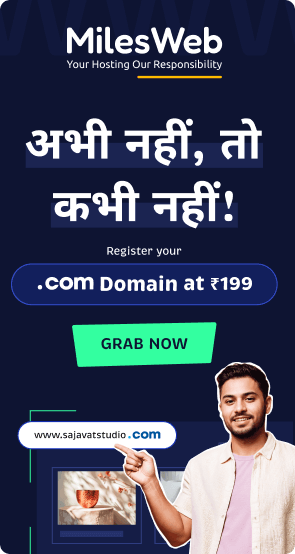 MilesWeb
Your Hosting Our Responsibility
अभी नहीं, तो
कभी नहीं!
Register your
.com Domain at ₹199
GRAB NOW
www.sajavatstudio.com